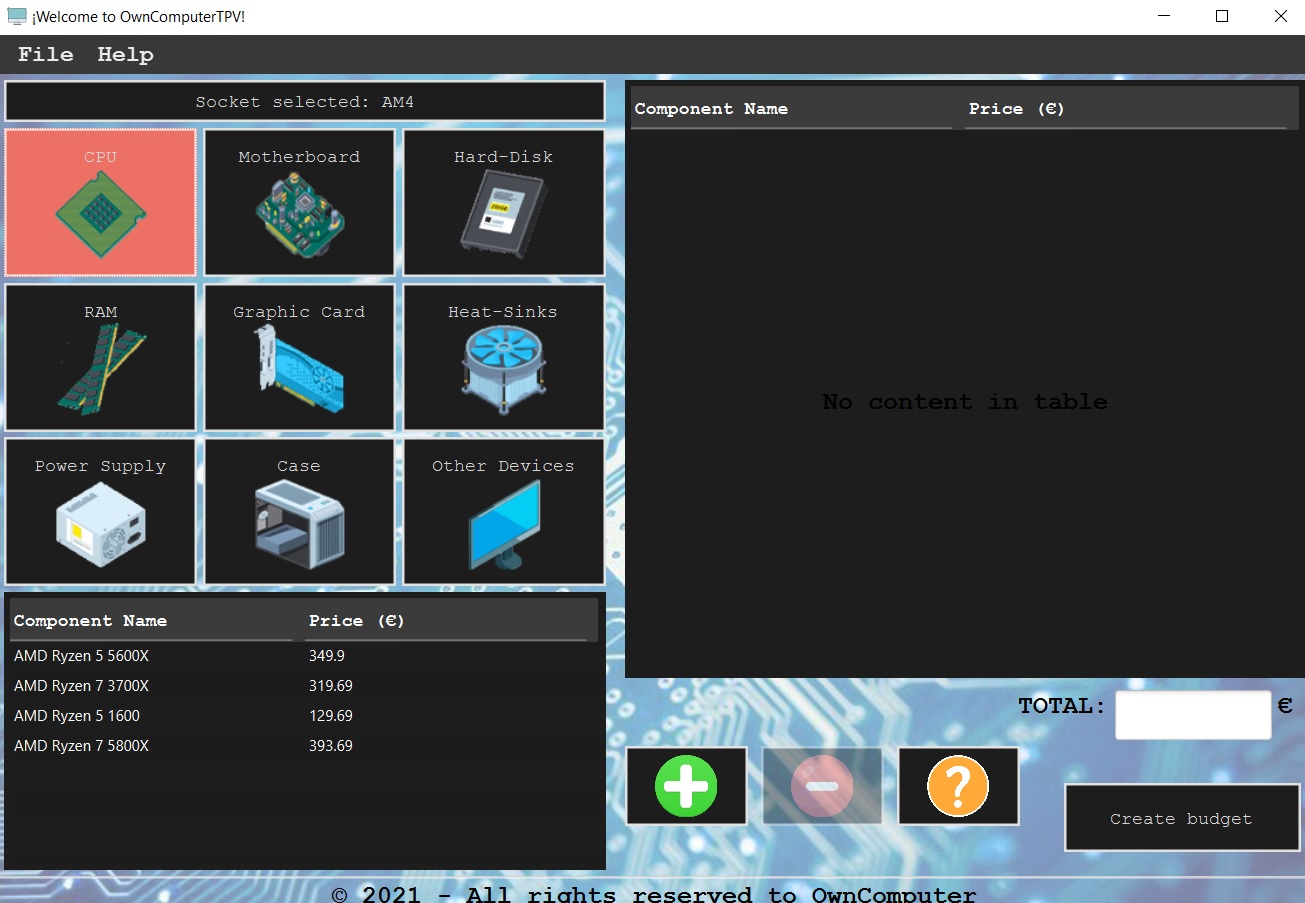 ¡Welcome to OwnComputerTPV!
File Help
Socket selected: AM4
CPU
Motherboard
Hard-Disk
RAM
Graphic Card
Heat-Sinks
Power Supply
Case
Other Devices
Component Name Price (€)
AMD Ryzen 5 5600X 349.9
AMD Ryzen 7 3700X 319.69
AMD Ryzen 5 1600 129.69
AMD Ryzen 7 5800X 393.69
Component Name Price (€)
No content in table
TOTAL: €
Create budget
© 2021 - All rights reserved to OwnComputer